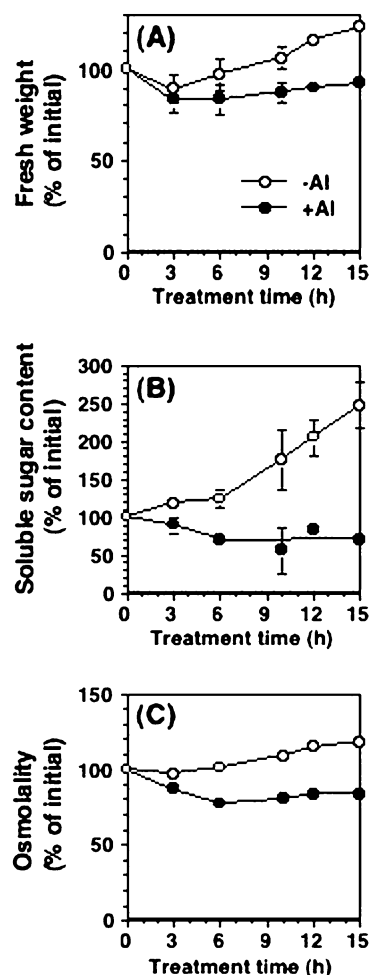 (A)
Fresh weight
(% of initial)
100
50
0
-Al
+Al
0 3 6 9 12 15
Treatment time (h)
(B)
Soluble sugar content
(% of initial)
300
250
200
150
100
50
0
0 3 6 9 12 15
Treatment time (h)
(C)
Osmolality
(% of initial)
150
100
50
0
0 3 6 9 12 15
Treatment time (h)